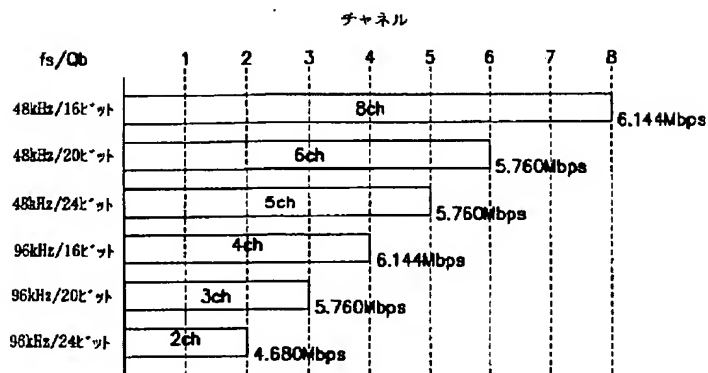 チャネル
fs/Qb 1 2 3 4 5 6 7 8
48kHz/16ビット 8ch 6.144Mbps
48kHz/20ビット 6ch 5.760Mbps
48kHz/24ビット 5ch 5.760Mbps
96kHz/16ビット 4ch 6.144Mbps
96kHz/20ビット 3ch 5.760Mbps
96kHz/24ビット 2ch 4.680Mbps